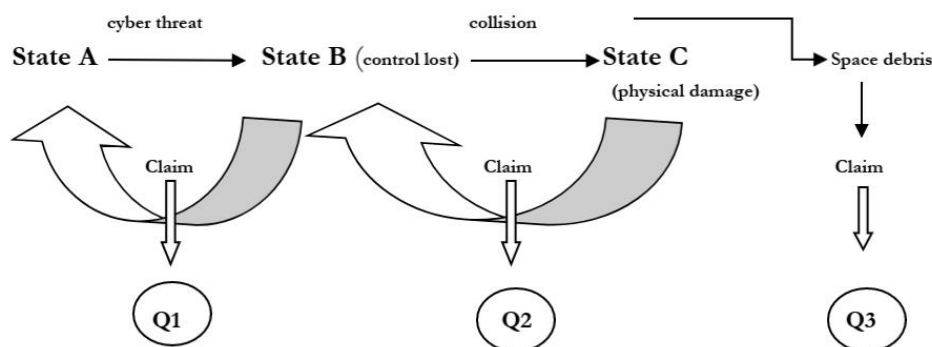 cyber threat
collision
State A
State B (control lost)
State C
Space debris
(physical damage)
Claim
Claim
Claim
Q1
Q2
Q3